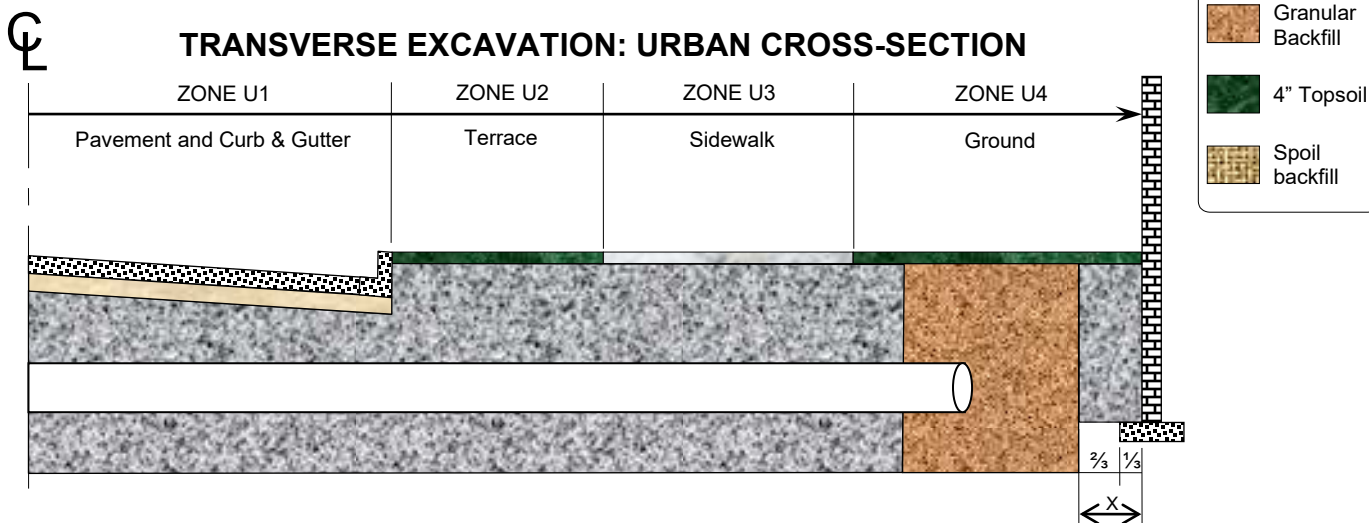 CL
TRANSVERSE EXCAVATION: URBAN CROSS-SECTION
ZONE U1
ZONE U2
ZONE U3
ZONE U4
Pavement and Curb & Gutter
Terrace
Sidewalk
Ground
Granular
Backfill
4” Topsoil
Spoil
backfill
⅔ ⅓
X